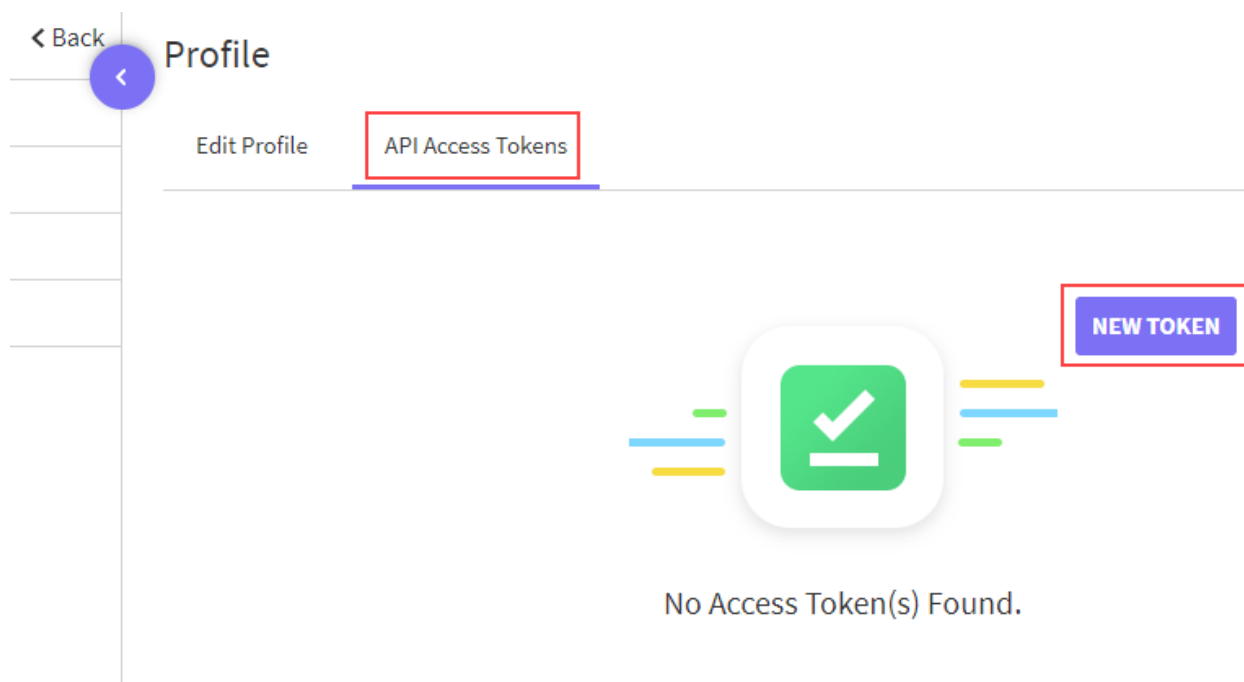 Back
Profile
Edit Profile
API Access Tokens
NEW TOKEN
No Access Token(s) Found.